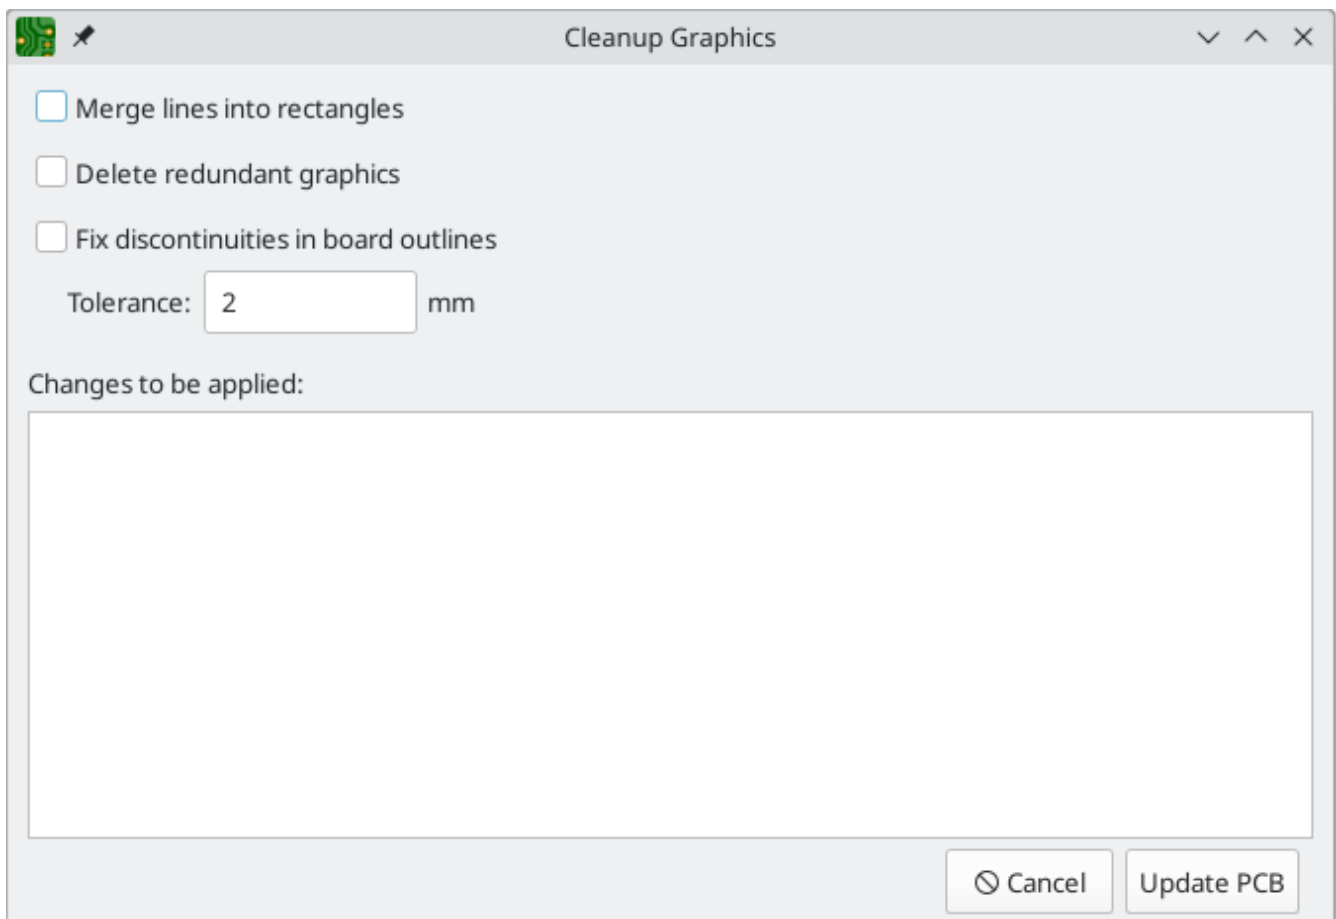 Cleanup Graphics
Merge lines into rectangles
Delete redundant graphics
Fix discontinuities in board outlines
Tolerance: 2 mm
Changes to be applied:
Cancel Update PCB